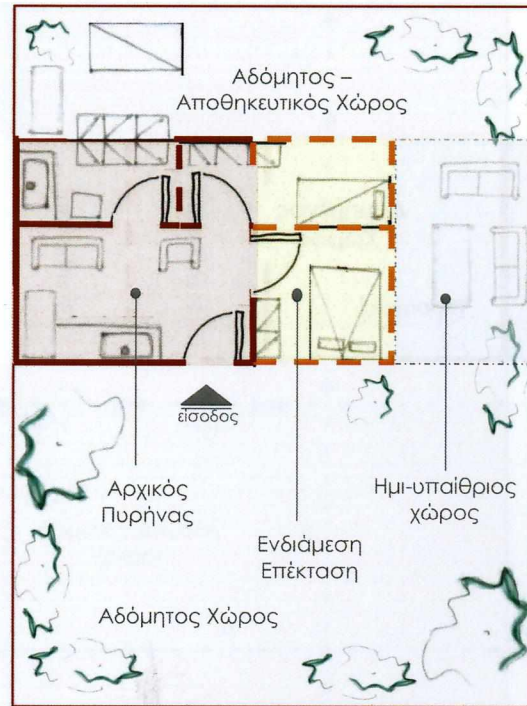 Αδόμητος –
Αποθηκευτικός Χώρος
είσοδος
Αρχικός
Πυρήνας
Ημι-υπαίθριος
χώρος
Ενδιάμεση
Επέκταση
Αδόμητος Χώρος